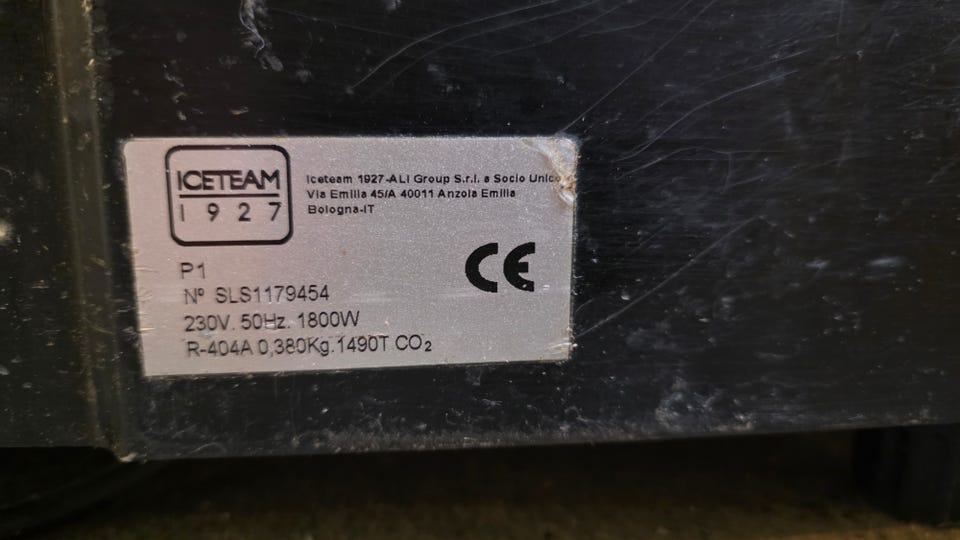 ICETEAM
1927
Iceteam 1927-ALI Group S.r.l. a Socio Unico
Via Emilia 45/A 40011 Anzola Emilia
Bologna-IT
CE
P1
Nº SLS1179454
230V. 50Hz. 1800W
R-404A 0,380Kg.1490T CO₂